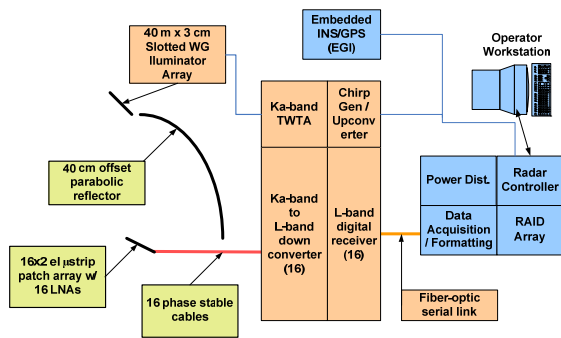 40 m x 3 cm
Slotted WG
Iluminator
Array
Embedded
INS/GPS
(EGI)
Operator
Workstation
Ka-band
TWTA
Chirp
Gen /
Upconv
erter
40 cm offset
parabolic
reflector
Ka-band
to
L-band
down
converter
(16)
L-band
digital
receiver
(16)
Power Dist.
Radar
Controller
Data
Acquisition
/ Formatting
RAID
Array
16x2 el µstrip
patch array w/
16 LNAs
16 phase stable
cables
Fiber-optic
serial link